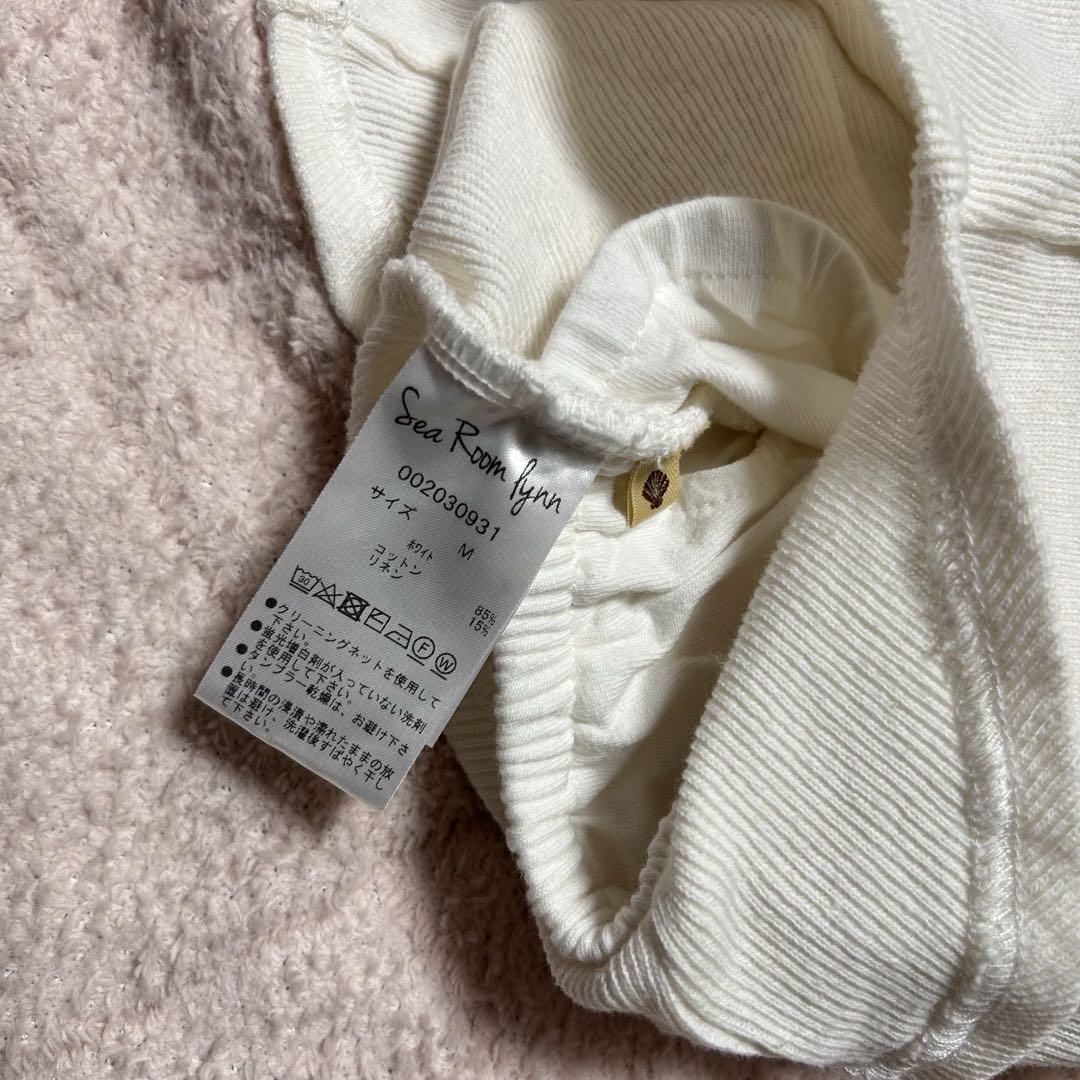 Sea Room lynn
002030931
サイズ M
ホワイト
コットン 85%
リネン 15%
30 F W
●クリーニングネットを使用して
下さい。
●蛍光増白剤が入っていない洗剤
を使用して下さい。
●タンブラー乾燥は、お避け下さ
い。
●長時間の浸漬や濡れたままの放
置は避け、洗濯後すばやく干し
て下さい。